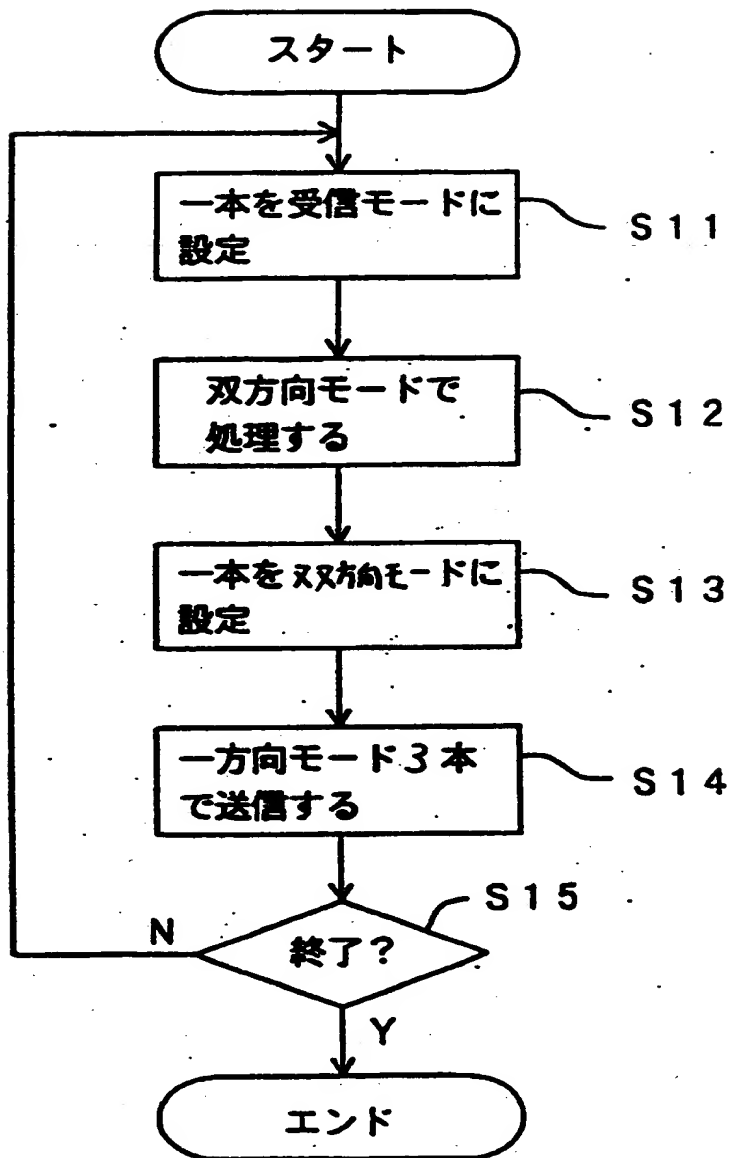 スタート
一本を受信モードに
設定
S11
双方向モードで
処理する
S12
一本を双双方向モードに
設定
S13
一方向モード3本
で送信する
S14
S15
N
終了?
Y
エンド